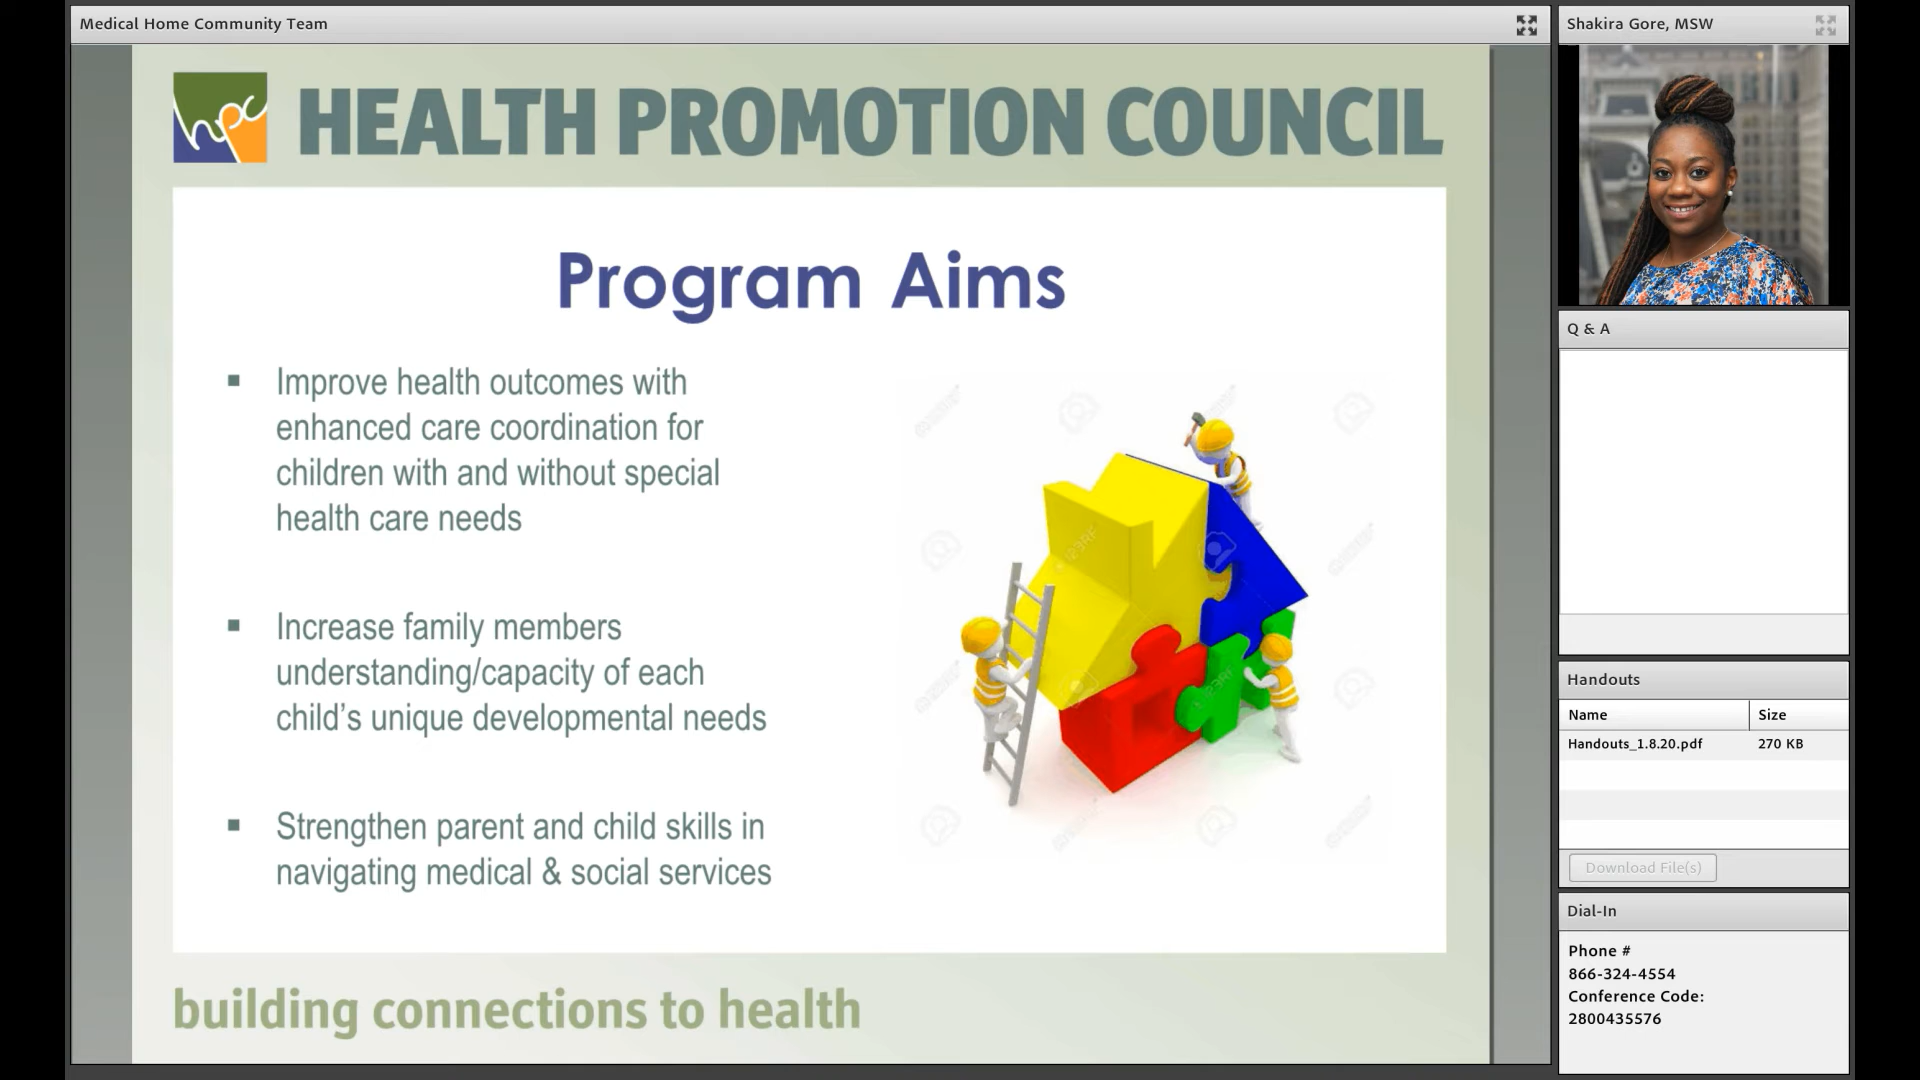 Medical Home Community Team
hpc
HEALTH PROMOTION COUNCIL
Program Aims
▪ Improve health outcomes with
enhanced care coordination for
children with and without special
health care needs
▪ Increase family members
understanding/capacity of each
child's unique developmental needs
▪ Strengthen parent and child skills in
navigating medical & social services
123RF
123RF
building connections to health
Shakira Gore, MSW
Q & A
Handouts
Name Size
Handouts_1.8.20.pdf 270 KB
Download File(s)
Dial-In
Phone #
866-324-4554
Conference Code:
2800435576